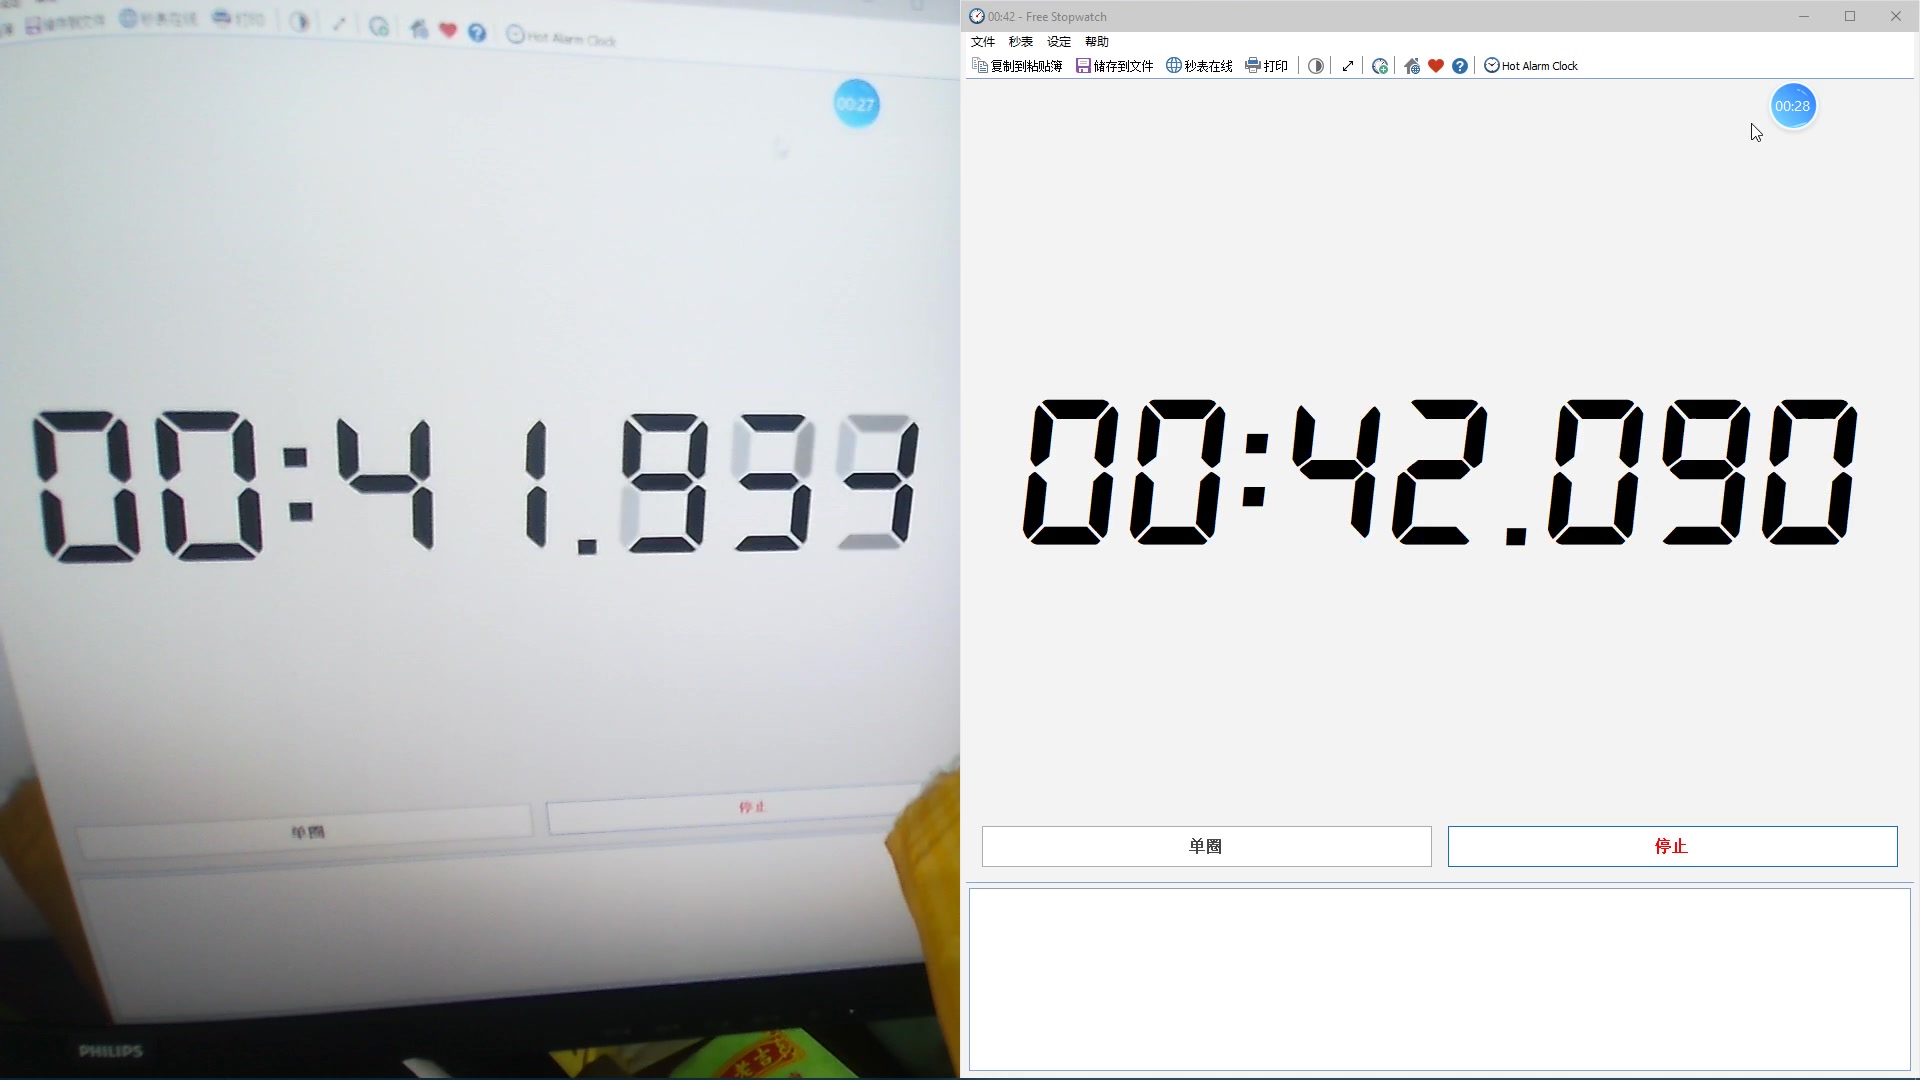 储存到文件 秒表在线 打印 Hot Alarm Clock
00:27
单圈 停止
PHILIPS
00:42 - Free Stopwatch
文件 秒表 设定 帮助
复制到粘贴簿 储存到文件 秒表在线 打印 Hot Alarm Clock
00:28
00:42.090
单圈 停止